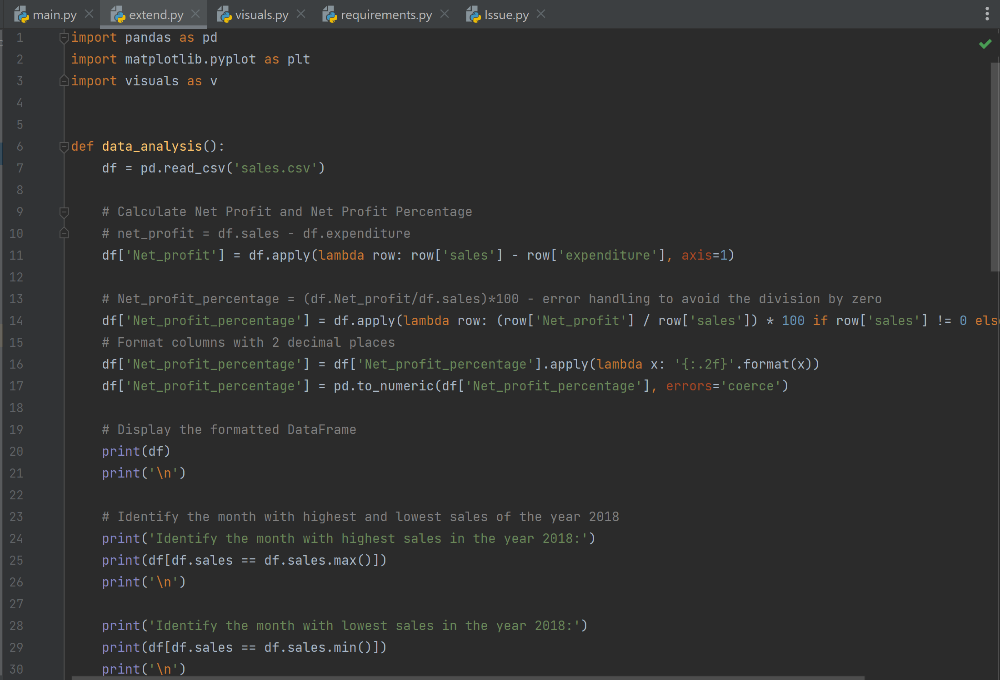 main.py extend.py visuals.py requirements.py lssue.py
1 import pandas as pd
2 import matplotlib.pyplot as plt
3 import visuals as v
4
5
6 def data_analysis():
7     df = pd.read_csv('sales.csv')
8
9     # Calculate Net Profit and Net Profit Percentage
10     # net_profit = df.sales - df.expenditure
11     df['Net_profit'] = df.apply(lambda row: row['sales'] - row['expenditure'], axis=1)
12
13     # Net_profit_percentage = (df.Net_profit/df.sales)*100 - error handling to avoid the division by zero
14     df['Net_profit_percentage'] = df.apply(lambda row: (row['Net_profit'] / row['sales']) * 100 if row['sales'] != 0 els
15     # Format columns with 2 decimal places
16     df['Net_profit_percentage'] = df['Net_profit_percentage'].apply(lambda x: '{:.2f}'.format(x))
17     df['Net_profit_percentage'] = pd.to_numeric(df['Net_profit_percentage'], errors='coerce')
18
19     # Display the formatted DataFrame
20     print(df)
21     print('\n')
22
23     # Identify the month with highest and lowest sales of the year 2018
24     print('Identify the month with highest sales in the year 2018:')
25     print(df[df.sales == df.sales.max()])
26     print('\n')
27
28     print('Identify the month with lowest sales in the year 2018:')
29     print(df[df.sales == df.sales.min()])
30     print('\n')